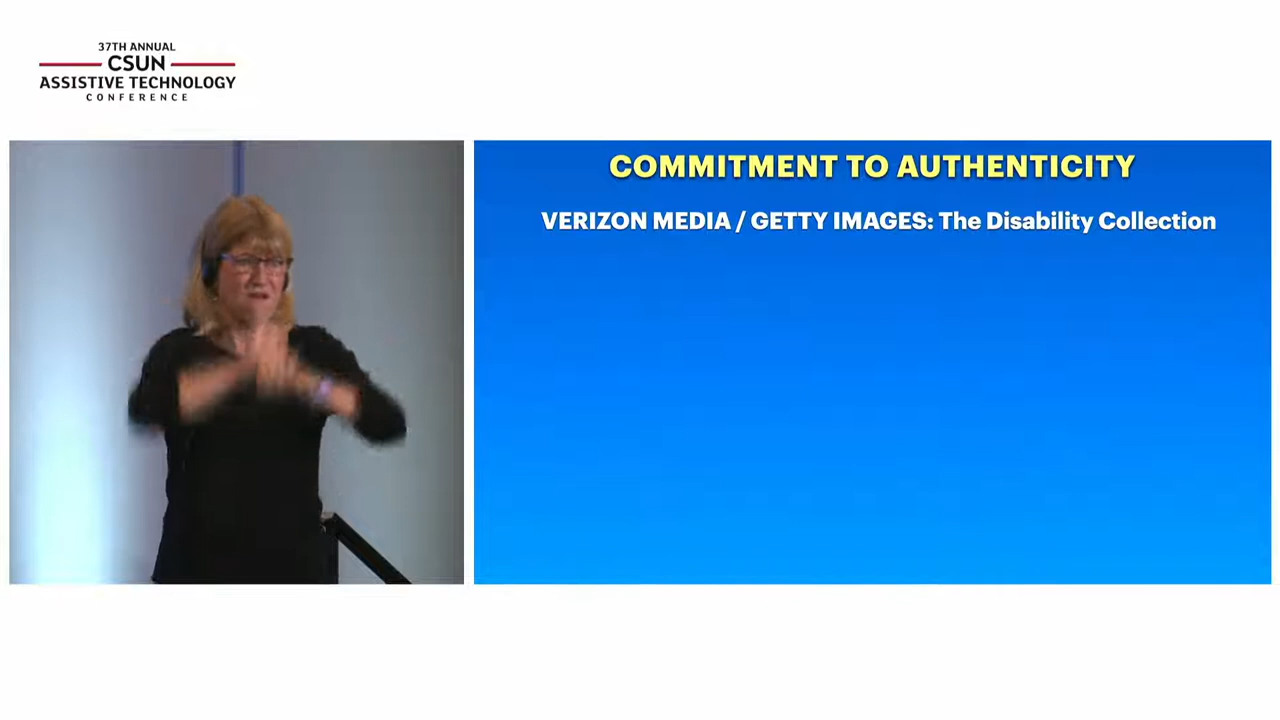 37TH ANNUAL
CSUN
ASSISTIVE TECHNOLOGY
CONFERENCE
COMMITMENT TO AUTHENTICITY
VERIZON MEDIA / GETTY IMAGES: The Disability Collection